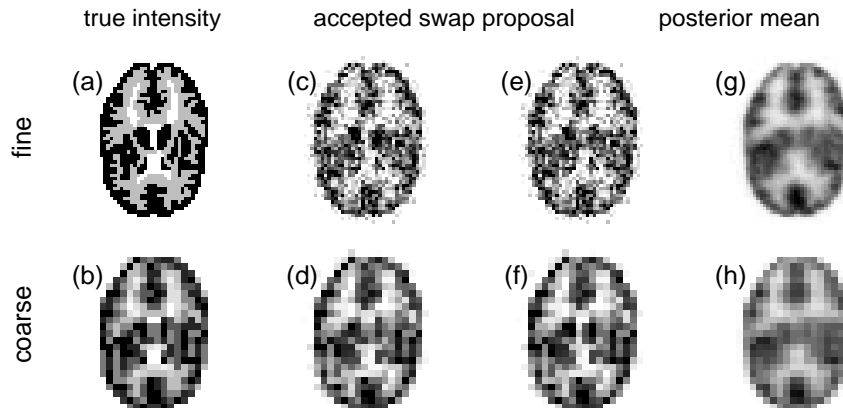 true intensity accepted swap proposal posterior mean
fine
(a) (c) (e) (g)
coarse
(b) (d) (f) (h)